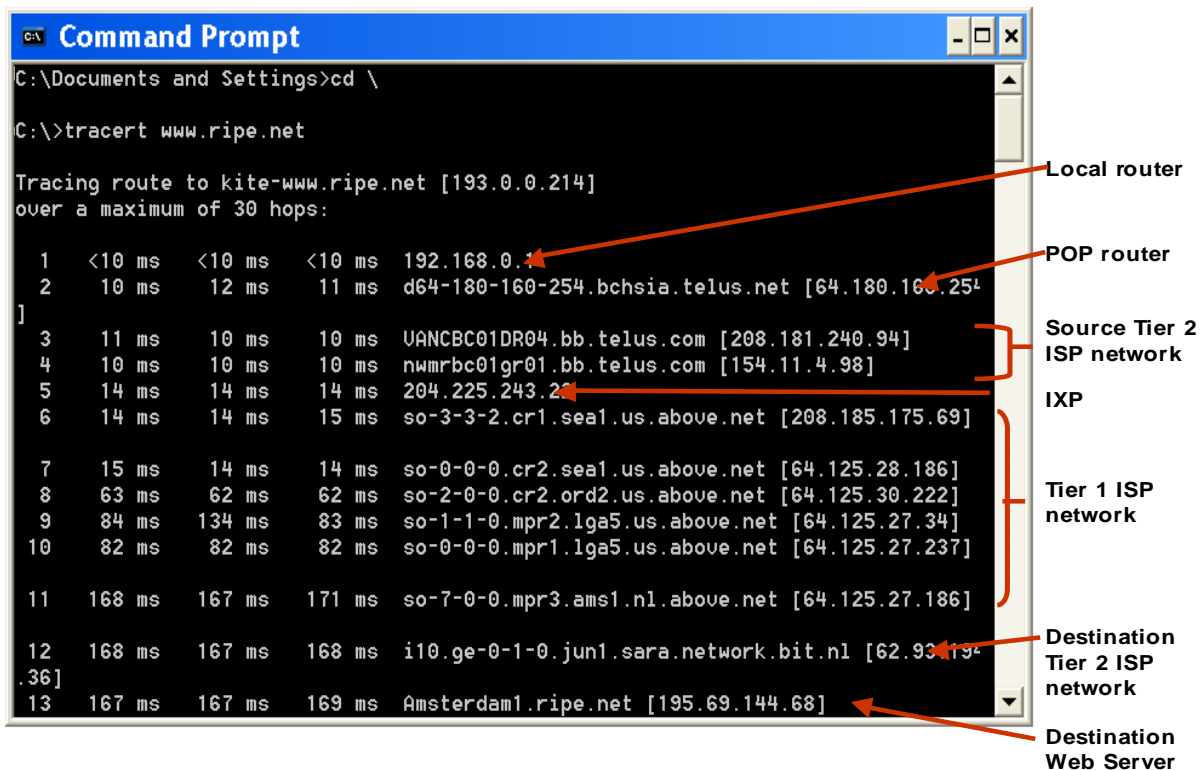 Command Prompt
C:\Documents and Settings>cd \
C:\>tracert www.ripe.net
Tracing route to kite-www.ripe.net [193.0.0.214]
over a maximum of 30 hops:
1 <10 ms <10 ms <10 ms 192.168.0.1
2 10 ms 12 ms 11 ms d64-180-160-254.bchsia.telus.net [64.180.160.254
]
3 11 ms 10 ms 10 ms VANCBC01DR04.bb.telus.com [208.181.240.94]
4 10 ms 10 ms 10 ms nwmrbc01gr01.bb.telus.com [154.11.4.98]
5 14 ms 14 ms 14 ms
6 14 ms 14 ms 15 ms so-3-3-2.cr1.sea1.us.above.net [208.185.175.69]
7 15 ms 14 ms 14 ms so-0-0-0.cr2.sea1.us.above.net [64.125.28.186]
8 63 ms 62 ms 62 ms so-2-0-0.cr2.ord2.us.above.net [64.125.30.222]
9 84 ms 134 ms 83 ms so-1-1-0.mpr2.lga5.us.above.net [64.125.27.34]
10 82 ms 82 ms 82 ms so-0-0-0.mpr1.lga5.us.above.net [64.125.27.237]
11 168 ms 167 ms 171 ms so-7-0-0.mpr3.ams1.nl.above.net [64.125.27.186]
12 168 ms 167 ms 168 ms i10.ge-0-1-0.jun1.sara.network.bit.nl
.36]
13 167 ms 167 ms 169 ms Amsterdam1.ripe.net [195.69.144.68]
Local router
POP router
Source Tier 2
ISP network
IXP
Tier 1 ISP
network
Destination
Tier 2 ISP
network
Destination
Web Server